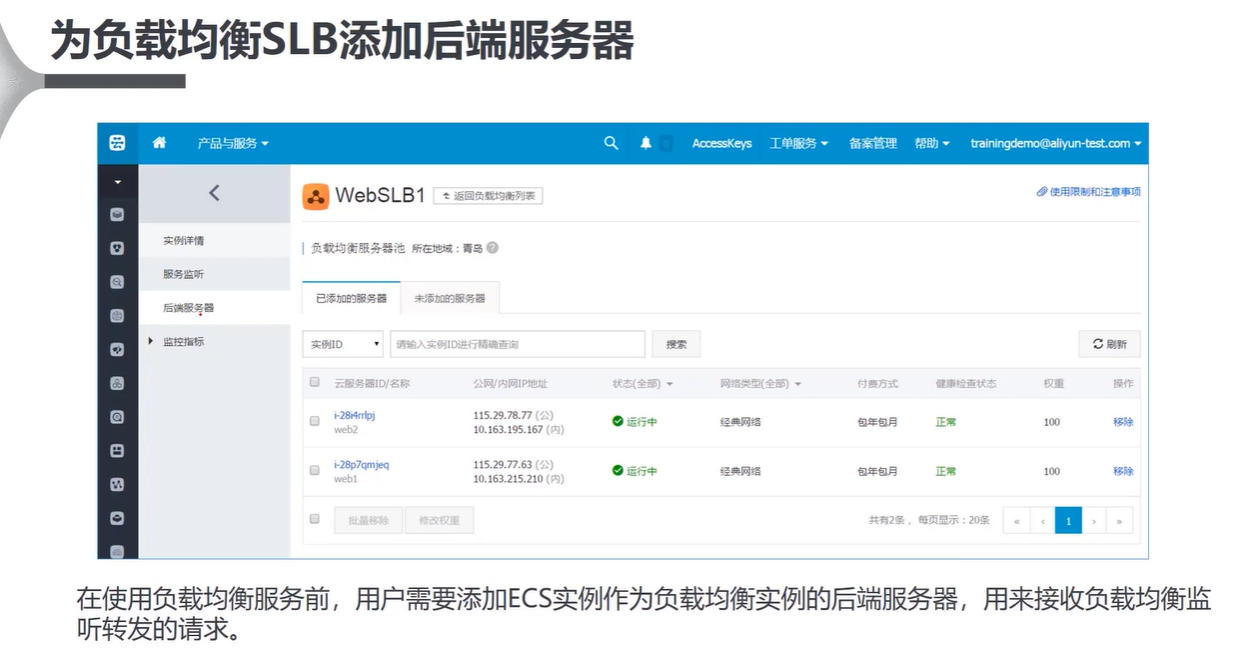 为负载均衡SLB添加后端服务器
产品与服务
AccessKeys 工单服务 备案管理 帮助 trainingdemo@aliyun-test.com
WebSLB1 返回负载均衡列表 使用限制和注意事项
实例详情
服务监听
后端服务器
监控指标
负载均衡服务器池 所在地域：青岛
已添加的服务器 未添加的服务器
实例ID 请输入实例ID进行精确查询 搜索 刷新
云服务器ID/名称 公网/内网IP地址 状态(全部) 网络类型(全部) 付费方式 健康检查状态 权重 操作
i-28i4rrlpj 115.29.78.77 (公) 运行中 经典网络 包年包月 正常 100 移除
web2 10.163.195.167 (内)
i-28p7qmjeq 115.29.77.63 (公) 运行中 经典网络 包年包月 正常 100 移除
web1 10.163.215.210 (内)
批量移除 修改权重 共有2条，每页显示：20条 « ‹ 1 › »
在使用负载均衡服务前，用户需要添加ECS实例作为负载均衡实例的后端服务器，用来接收负载均衡监
听转发的请求。